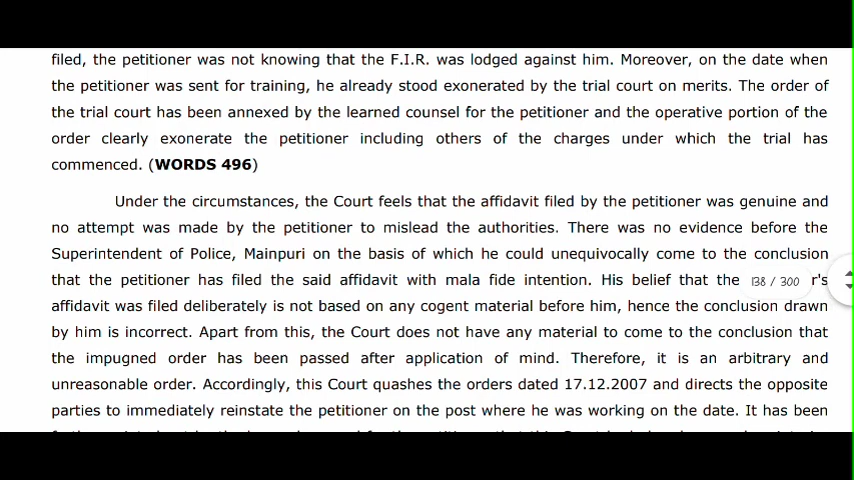 filed, the petitioner was not knowing that the F.I.R. was lodged against him. Moreover, on the date when
the petitioner was sent for training, he already stood exonerated by the trial court on merits. The order of
the trial court has been annexed by the learned counsel for the petitioner and the operative portion of the
order clearly exonerate the petitioner including others of the charges under which the trial has
commenced. (WORDS 496)
Under the circumstances, the Court feels that the affidavit filed by the petitioner was genuine and
no attempt was made by the petitioner to mislead the authorities. There was no evidence before the
Superintendent of Police, Mainpuri on the basis of which he could unequivocally come to the conclusion
that the petitioner has filed the said affidavit with mala fide intention. His belief that the 138 / 300 r's
affidavit was filed deliberately is not based on any cogent material before him, hence the conclusion drawn
by him is incorrect. Apart from this, the Court does not have any material to come to the conclusion that
the impugned order has been passed after application of mind. Therefore, it is an arbitrary and
unreasonable order. Accordingly, this Court quashes the orders dated 17.12.2007 and directs the opposite
parties to immediately reinstate the petitioner on the post where he was working on the date. It has been